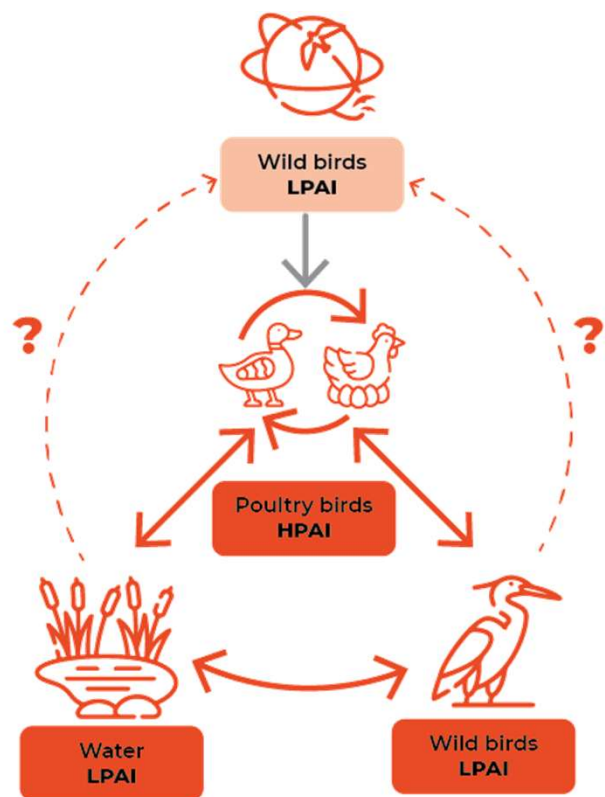 Wild birds
LPAI
?
?
Poultry birds
HPAI
Water
LPAI
Wild birds
LPAI